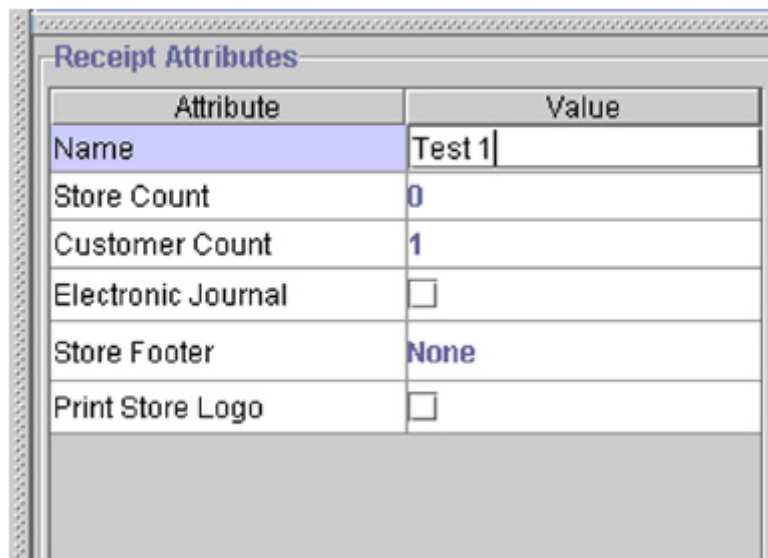 Receipt Attributes
Attribute Value
Name Test 1
Store Count 0
Customer Count 1
Electronic Journal
Store Footer None
Print Store Logo